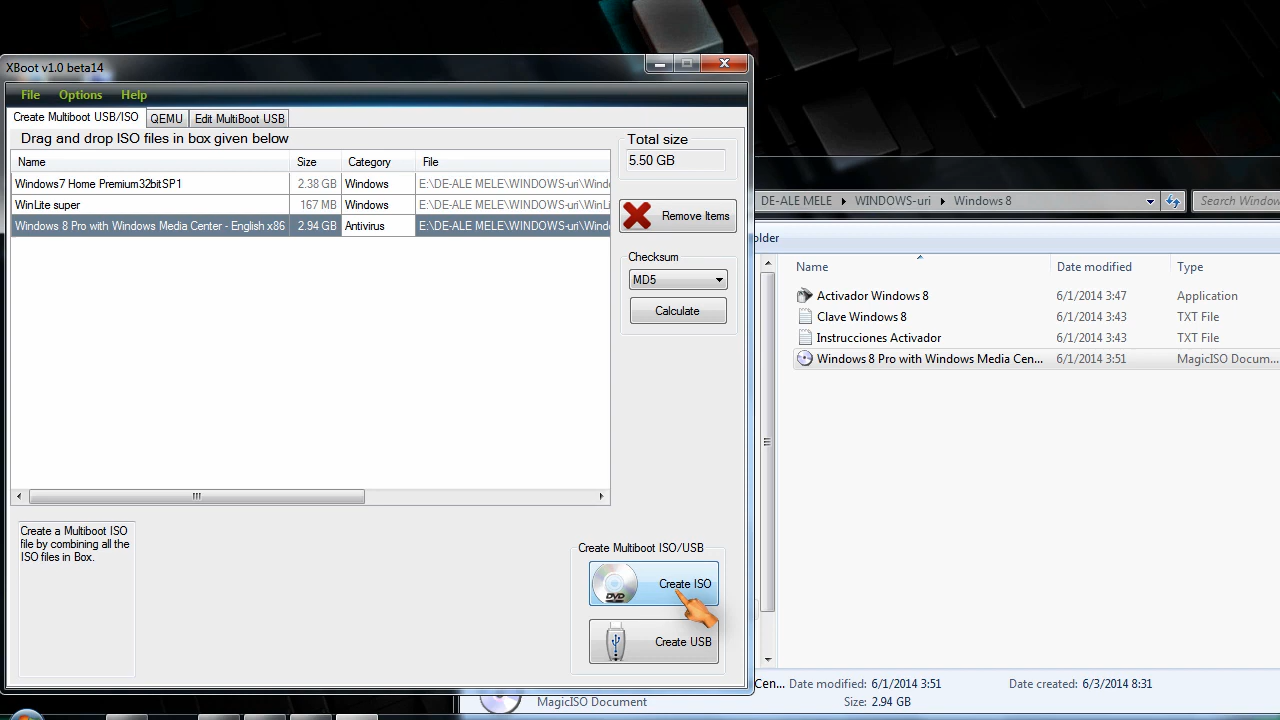 XBoot v1.0 beta14
File Options Help
Create Multiboot USB/ISO QEMU Edit MultiBoot USB
Drag and drop ISO files in box given below
Name Size Category File
Windows7 Home Premium32bitSP1 2.38 GB Windows E:\DE-ALE MELE\WINDOWS-uri\Wind
WinLite super 167 MB Windows E:\DE-ALE MELE\WINDOWS-uri\WinLi
Windows 8 Pro with Windows Media Center - English x86 2.94 GB Antivirus E:\DE-ALE MELE\WINDOWS-uri\Wind
Total size
5.50 GB
Remove Items
Checksum
MD5
Calculate
Create a Multiboot ISO
file by combining all the
ISO files in Box.
Create Multiboot ISO/USB
DVD
Create ISO
Create USB
DE-ALE MELE WINDOWS-uri Windows 8
Search Window
older
Name Date modified Type
Activador Windows 8 6/1/2014 3:47 Application
Clave Windows 8 6/1/2014 3:43 TXT File
Instrucciones Activador 6/1/2014 3:43 TXT File
Windows 8 Pro with Windows Media Cen... 6/1/2014 3:51 MagicISO Docum...
Cen... Date modified: 6/1/2014 3:51 Date created: 6/3/2014 8:31
MagicISO Document Size: 2.94 GB